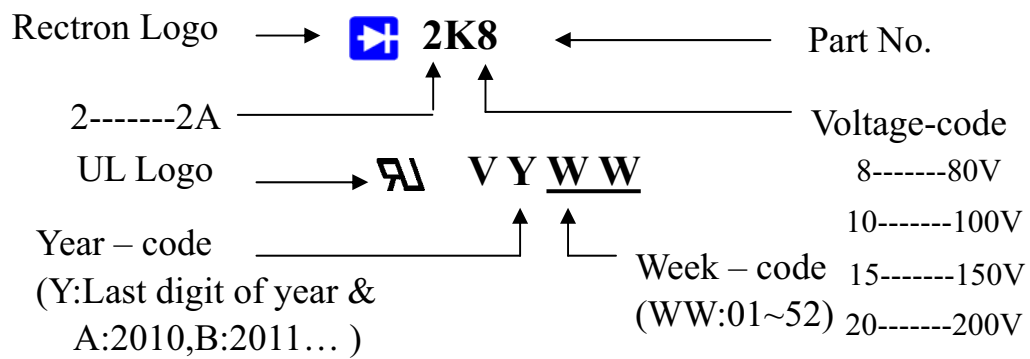 Rectron Logo 2K8 Part No.
2-------2A Voltage-code
UL Logo V Y W W 8-------80V
10-------100V
Year – code Week – code 15-------150V
(Y:Last digit of year & (WW:01~52) 20-------200V
A:2010,B:2011… )